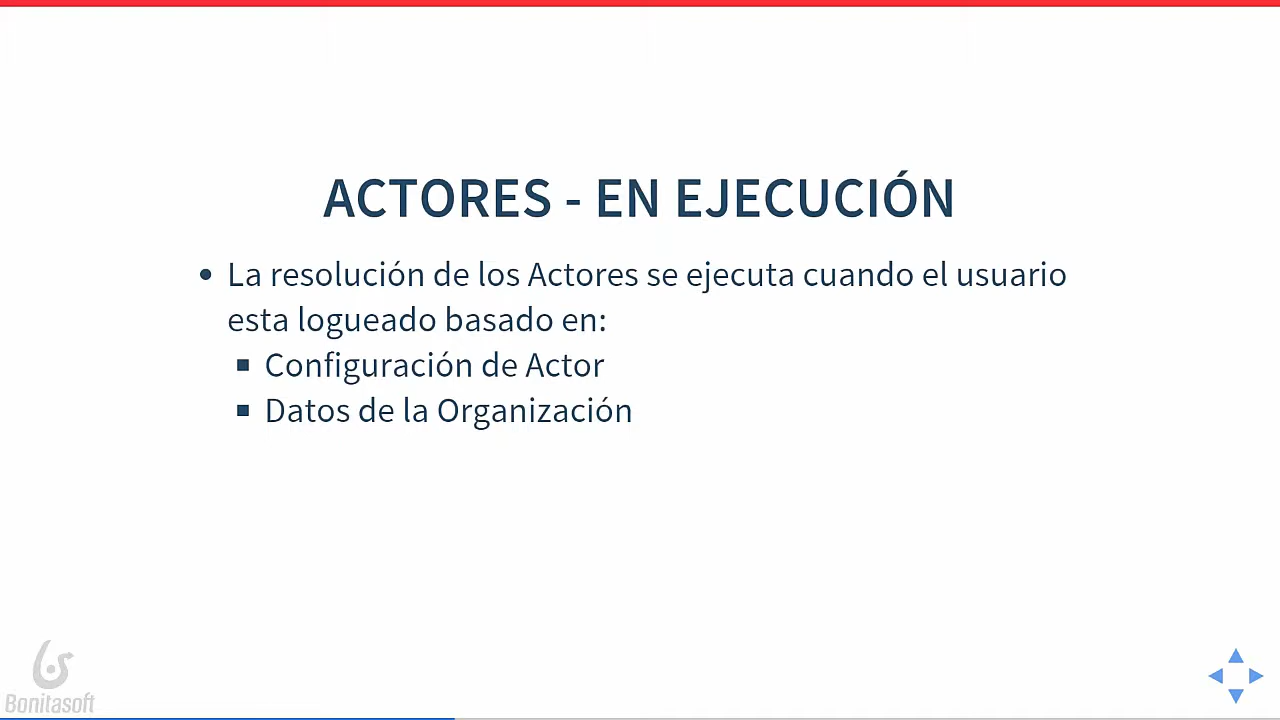 ACTORES - EN EJECUCIÓN
La resolución de los Actores se ejecuta cuando el usuario
esta logueado basado en:
Configuración de Actor
Datos de la Organización
Bonitasoft